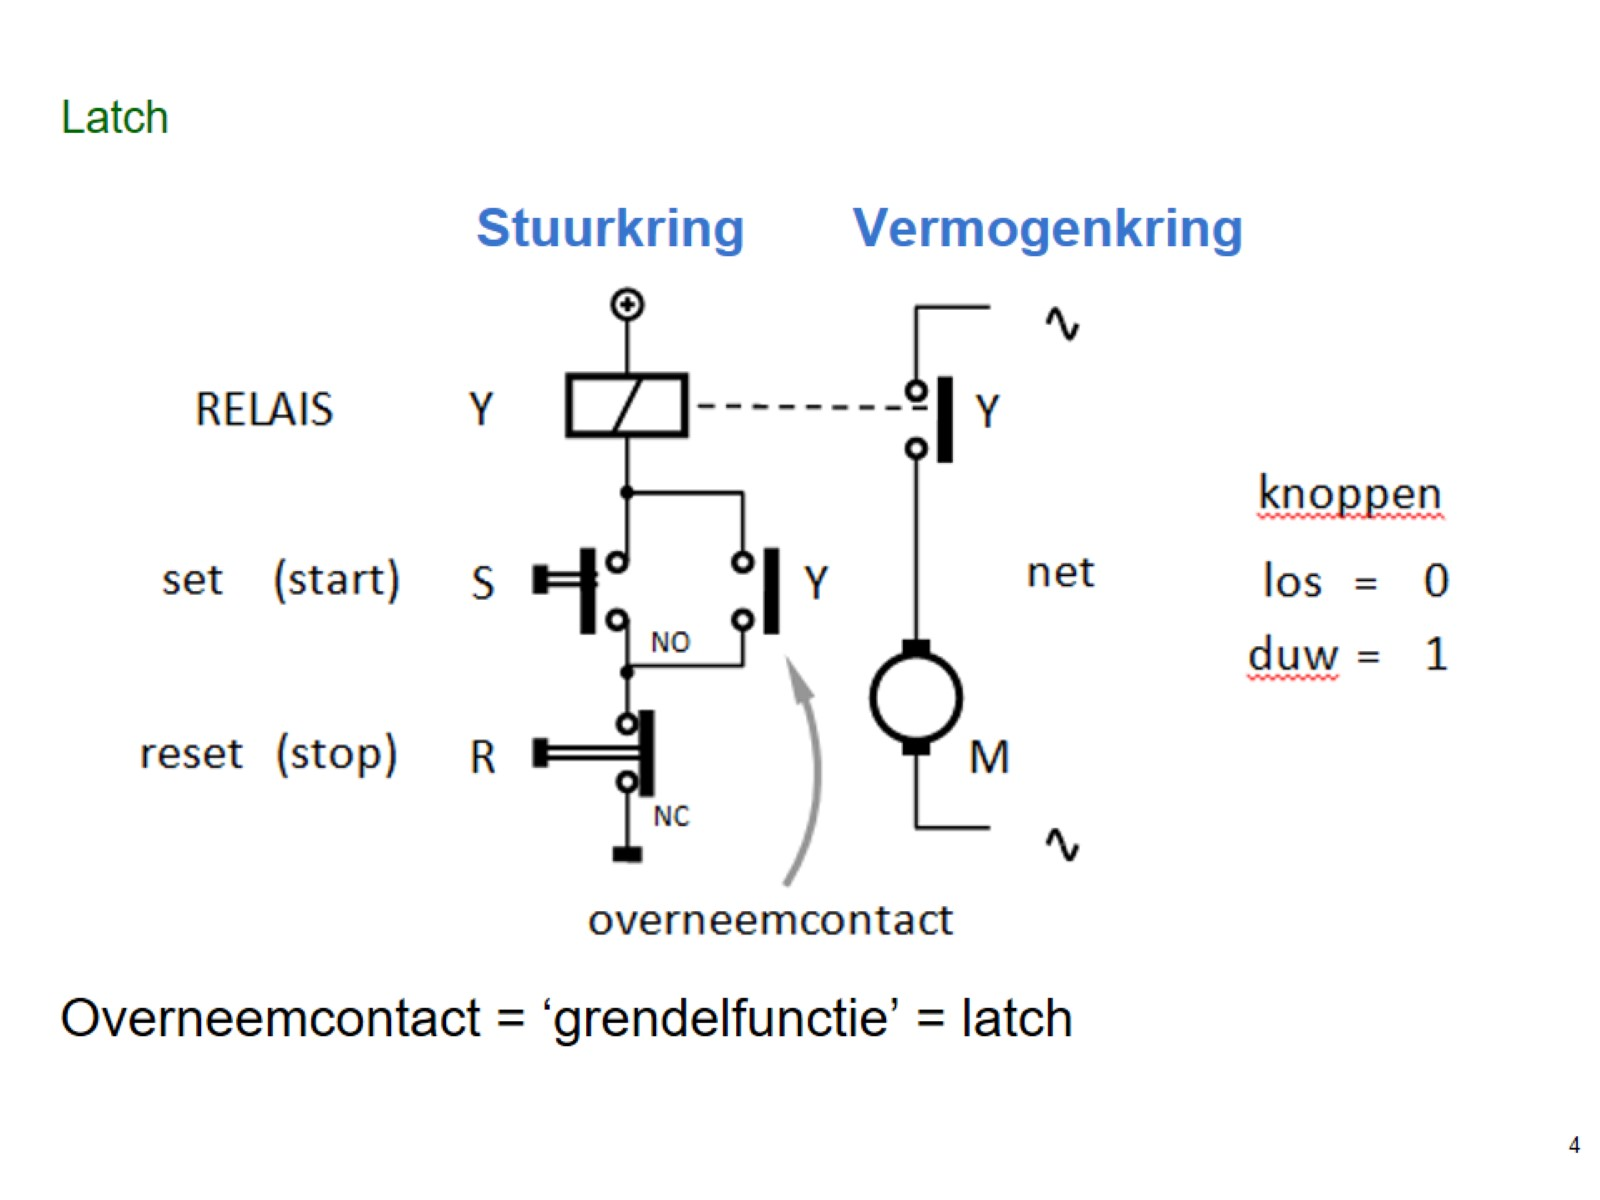 Latch
Stuurkring Vermogenkring
RELAIS Y Y
knoppen
set (start) S Y net los = 0
NO
duw = 1
reset (stop) R M
NC
overneemcontact
Overneemcontact = ‘grendelfunctie’ = latch
4